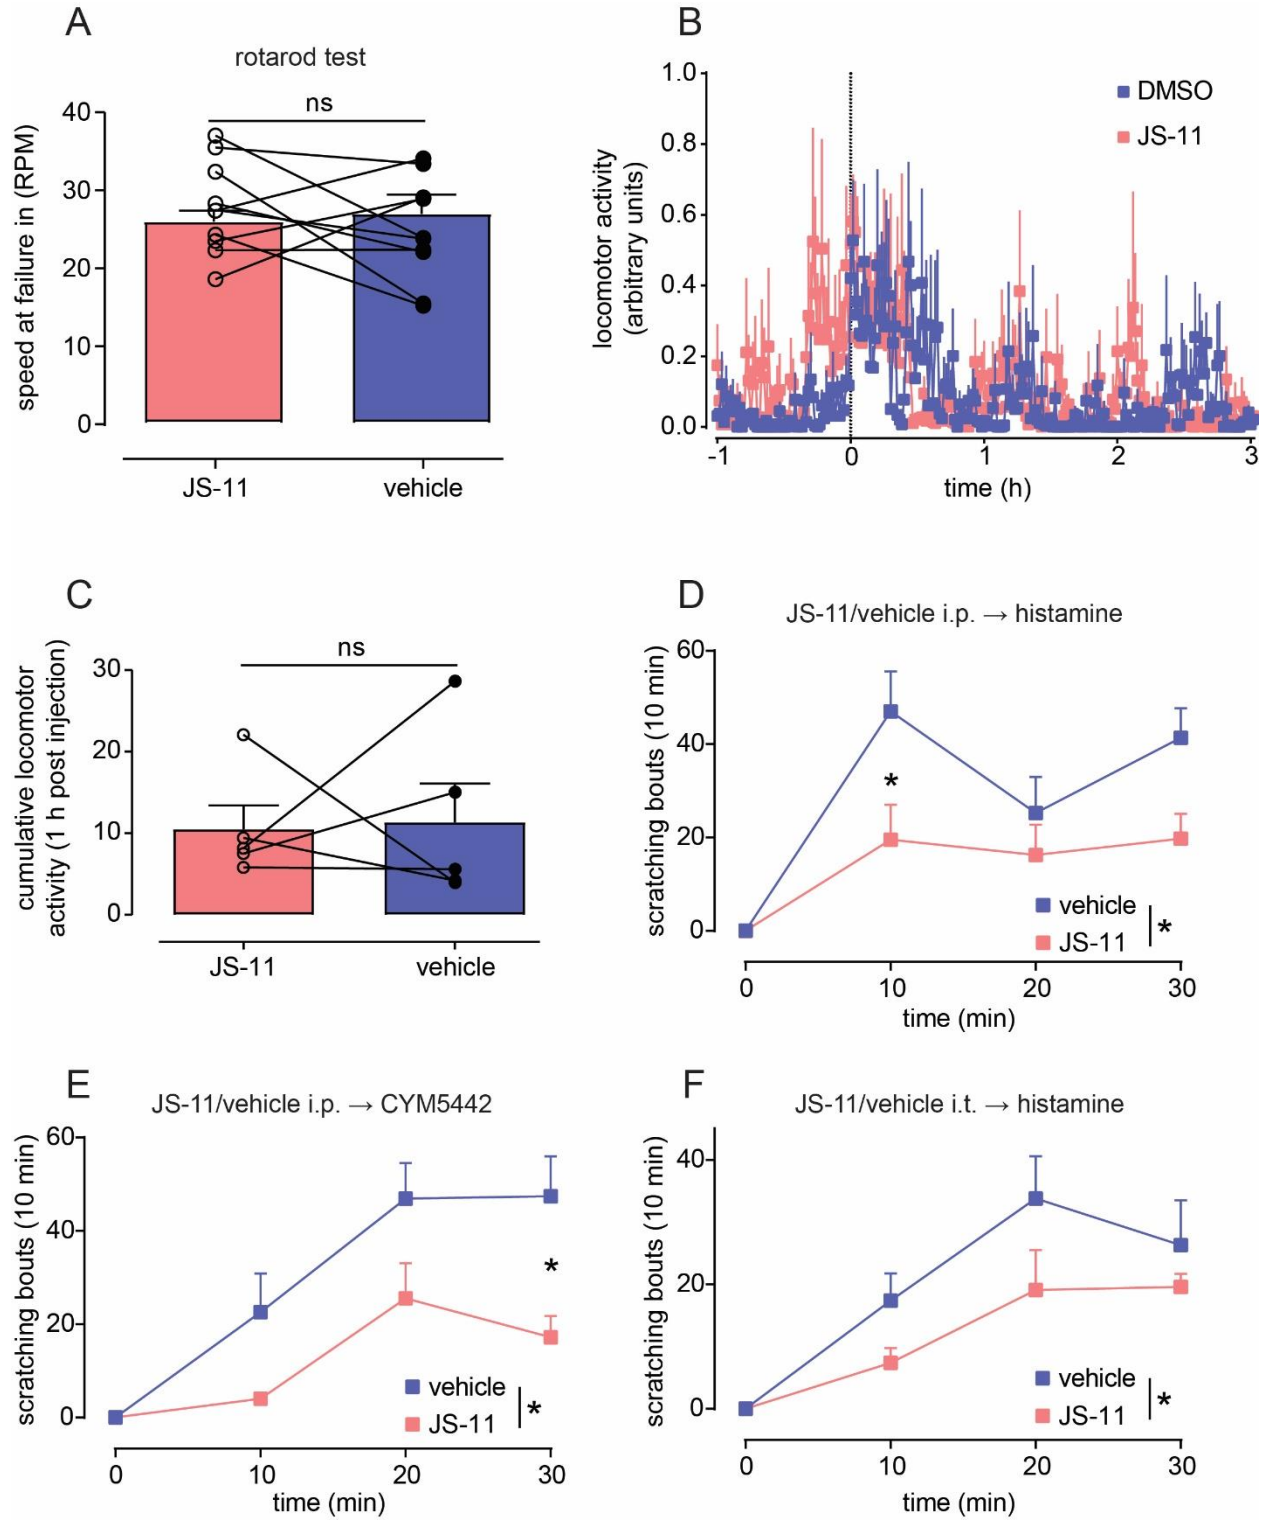 A
rotarod test
ns
speed at failure in (RPM)
40
30
20
10
0
JS-11
vehicle
B
locomotor activity
(arbitrary units)
1.0
0.8
0.6
0.4
0.2
0.0
DMSO
JS-11
-1
0
1
2
3
time (h)
C
ns
cumulative locomotor
activity (1 h post injection)
30
20
10
0
JS-11
vehicle
D
JS-11/vehicle i.p. → histamine
scratching bouts (10 min)
60
40
20
0
*
vehicle
JS-11
*
0
10
20
30
time (min)
E
JS-11/vehicle i.p. → CYM5442
scratching bouts (10 min)
60
40
20
0
*
vehicle
JS-11
*
0
10
20
30
time (min)
F
JS-11/vehicle i.t. → histamine
scratching bouts (10 min)
40
20
0
vehicle
JS-11
*
0
10
20
30
time (min)